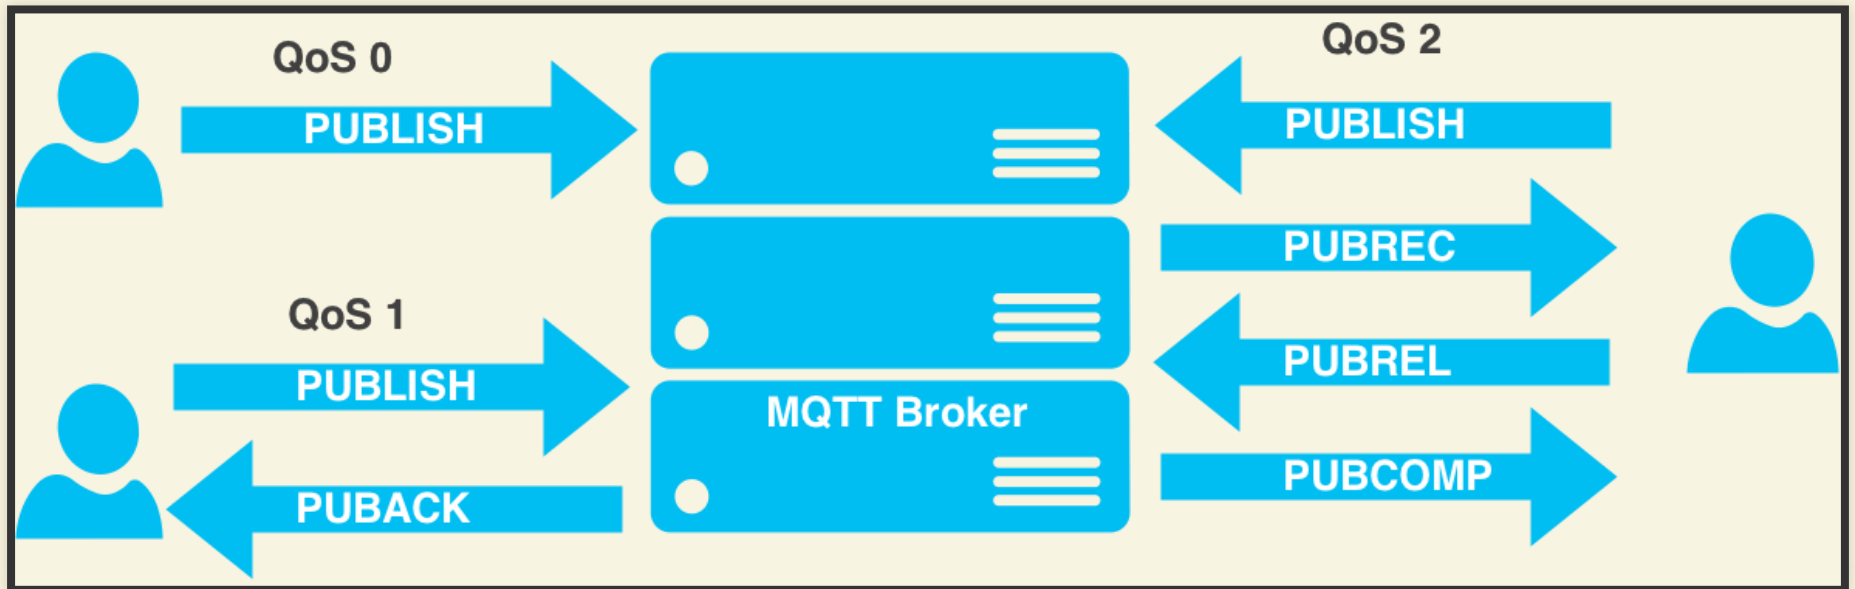 QoS 0
PUBLISH
QoS 1
PUBLISH
PUBACK
MQTT Broker
QoS 2
PUBLISH
PUBREC
PUBREL
PUBCOMP